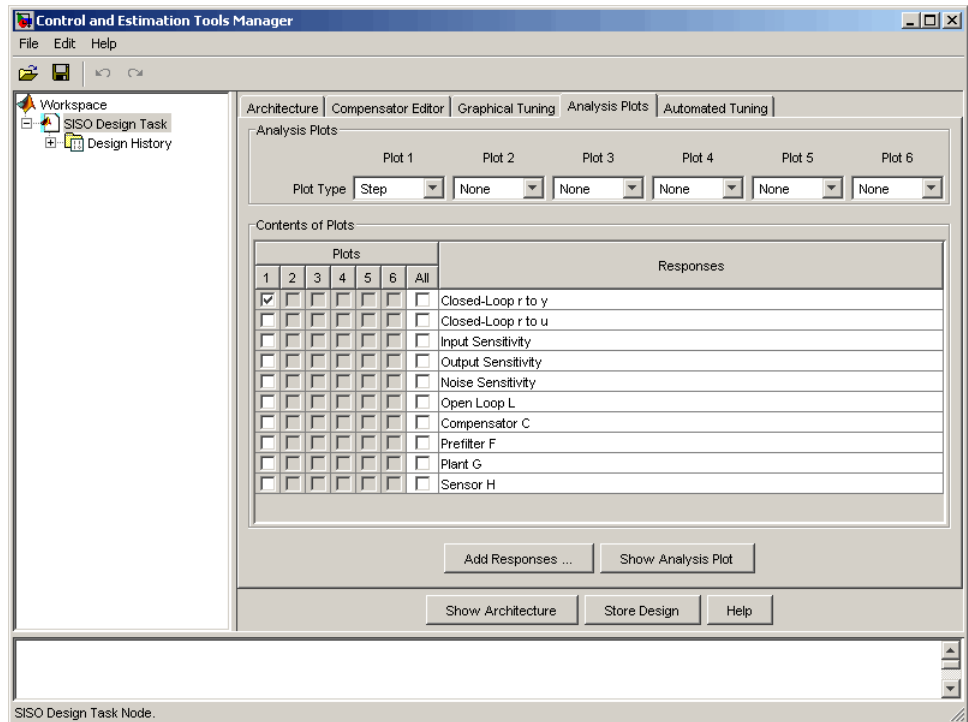 Control and Estimation Tools Manager
File Edit Help
Workspace
SISO Design Task
Design History
Architecture Compensator Editor Graphical Tuning Analysis Plots Automated Tuning
Analysis Plots
Plot 1 Plot 2 Plot 3 Plot 4 Plot 5 Plot 6
Plot Type Step None None None None None
Contents of Plots
Plots
Responses
1 2 3 4 5 6 All
Closed-Loop r to y
Closed-Loop r to u
Input Sensitivity
Output Sensitivity
Noise Sensitivity
Open Loop L
Compensator C
Prefilter F
Plant G
Sensor H
Add Responses ... Show Analysis Plot
Show Architecture Store Design Help
SISO Design Task Node.